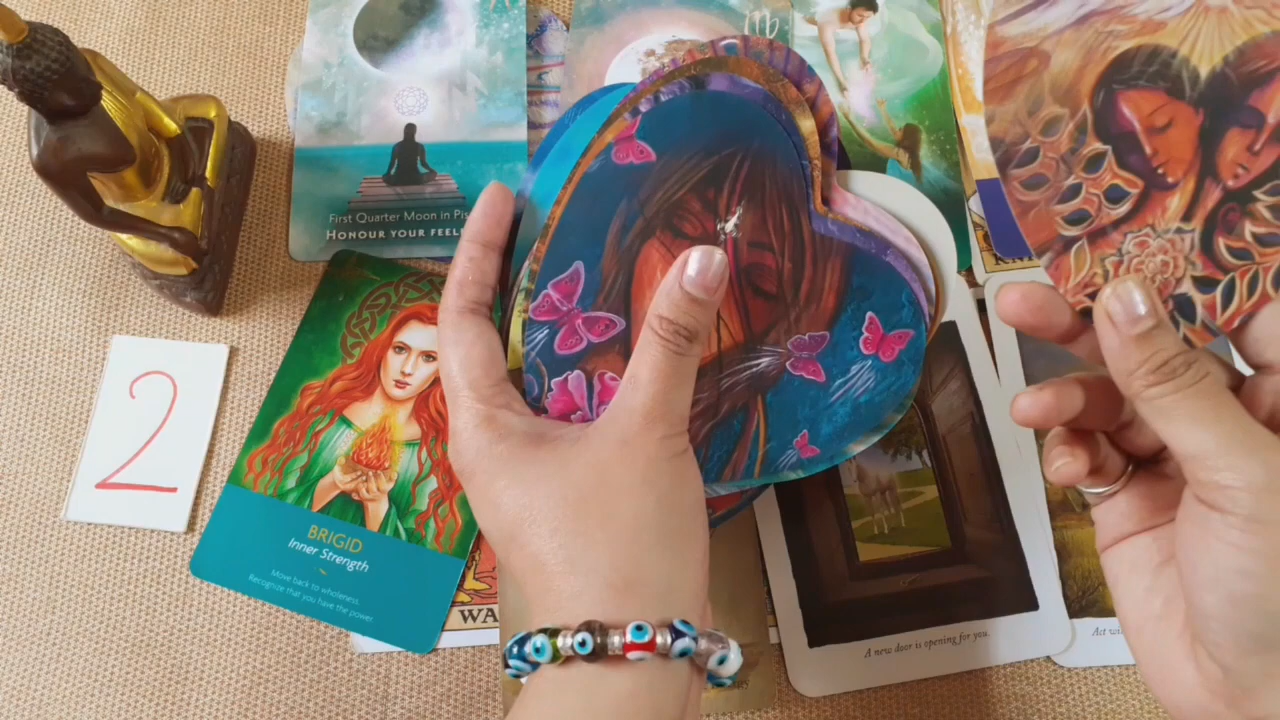 First Quarter Moon in Pis
HONOUR YOUR FEEL
2
BRIGID
Inner Strength
Move back to wholeness.
Recognize that you have the power.
WA
A new door is opening for you.
Act wi